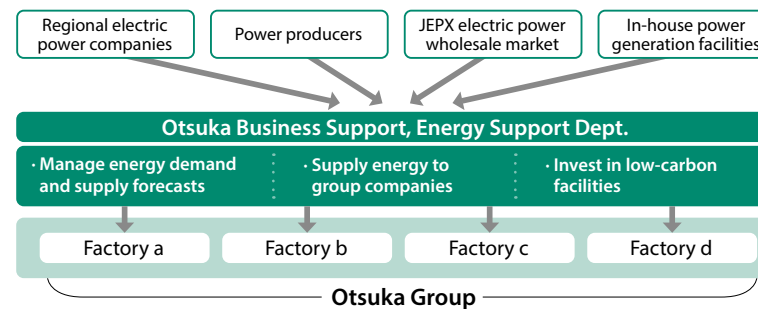 Regional electric
power companies
Power producers
JEPX electric power
wholesale market
In-house power
generation facilities
Otsuka Business Support, Energy Support Dept.
· Manage energy demand
and supply forecasts
· Supply energy to
group companies
· Invest in low-carbon
facilities
Factory a
Factory b
Factory c
Factory d
Otsuka Group